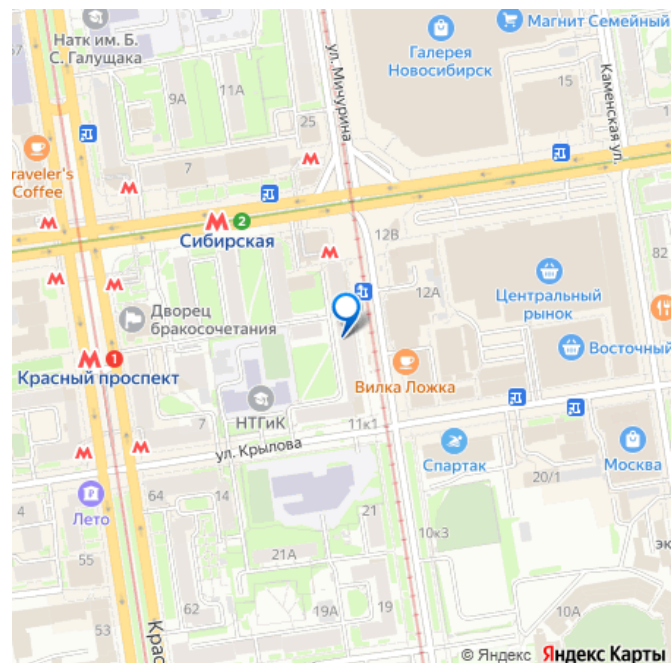 Натк им. Б.
С. Галущака
67
9А
11А
25
ул. Мичурина
Галерея
Новосибирск
Магнит Семейный
15
Каменская ул.
raveler's
Coffee
7
2
Сибирская
12В
12А
82
Центральный
рынок
Дворец
бракосочетания
1
Красный проспект
Восточный
Вилка Ложка
НТГиК
7
11к1
ул. Крылова
Спартак
20/1
Москва
64
14
4
Лето
21
10к3
эк
55
21А
62
19А
19
10А
53
Крас
© Яндекс Яндекс Карты